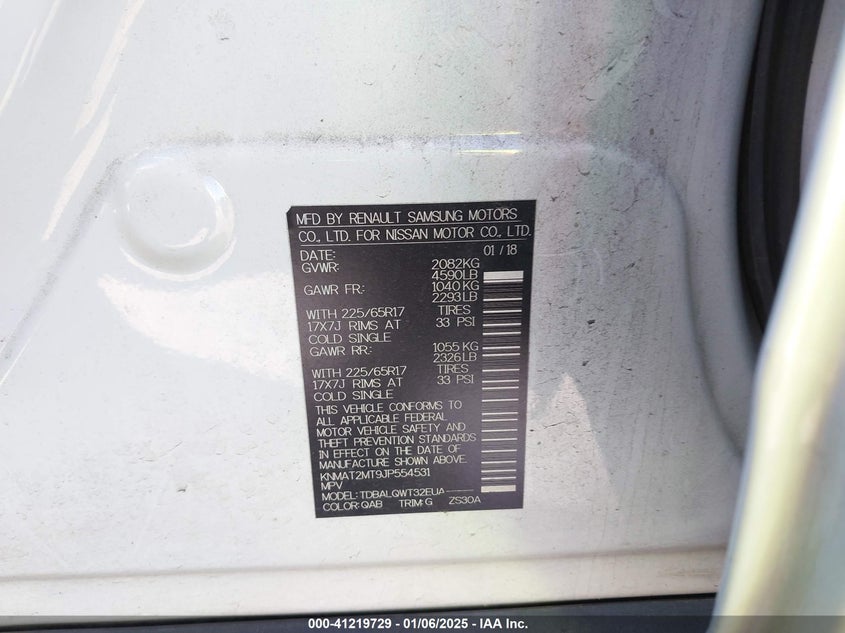 MFD BY RENAULT SAMSUNG MOTORS
CO., LTD. FOR NISSAN MOTOR CO., LTD.
DATE: 01 / 18
GVWR: 2082KG
4590LB
GAWR FR: 1040 KG
2293 LB
WITH 225/65R17 TIRES
17X7J RIMS AT 33 PSI
COLD SINGLE
GAWR RR: 1055 KG
2326 LB
WITH 225/65R17 TIRES
17X7J RIMS AT 33 PSI
COLD SINGLE
THIS VEHICLE CONFORMS TO
ALL APPLICABLE FEDERAL
MOTOR VEHICLE SAFETY AND
THEFT PREVENTION STANDARDS
IN EFFECT ON THE DATE OF
MANUFACTURE SHOWN ABOVE
KNMAT2MT9JP554531
MPV
MODEL: TDBALQWT32EUA-----
COLOR: QAB TRIM: G ZS30A
000-41219729 - 01/06/2025 - IAA Inc.